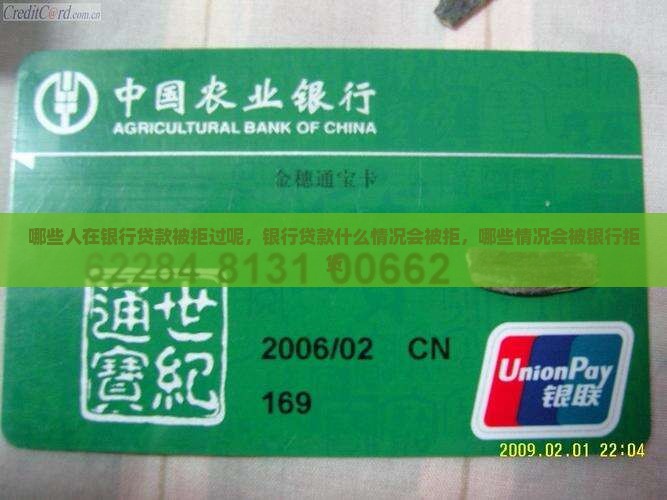 CreditCard.com.cn
中国农业银行
AGRICULTURAL BANK OF CHINA
金穗通宝卡
哪些人在银行贷款被拒过呢，银行贷款什么情况会被拒，哪些情况会被银行拒
62284 8131 00662
世纪
通寶
2006/02 CN
169
UnionPay
银联
2009.02.01 22:04